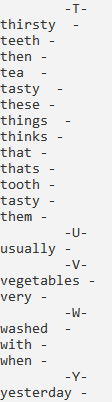 -T-
thirsty  -
teeth -
then -
tea  -
tasty  -
these -
things  -
thinks -
that -
thats -
tooth -
tasty -
them -
-U-
usually -
-V-
vegetables -
very -
-W-
washed  -
with -
when -
-Y-
yesterday -